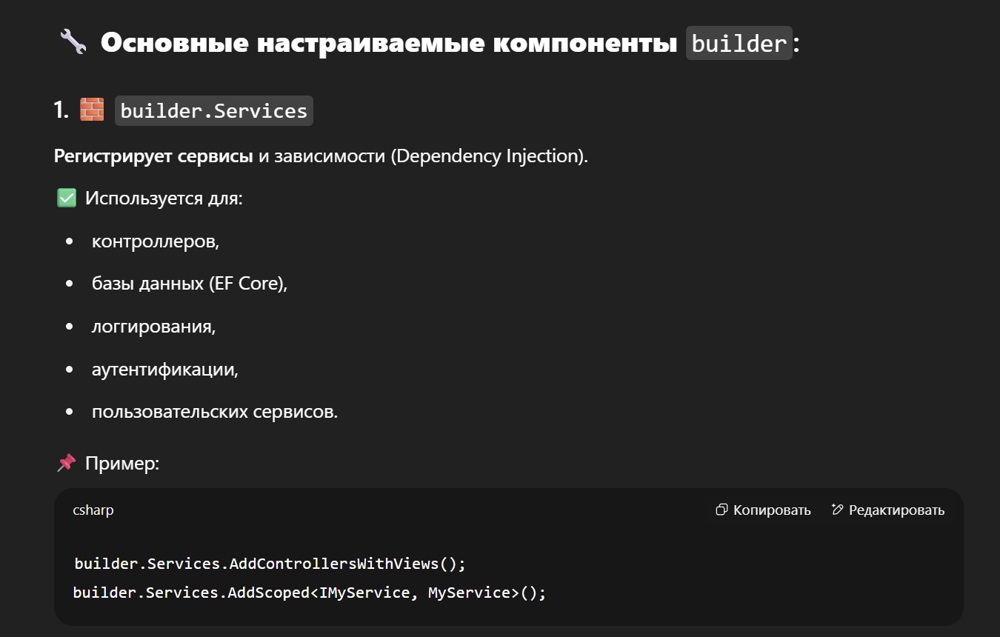 🔧 Основные настраиваемые компоненты builder:
1. 🧱 builder.Services
Регистрирует сервисы и зависимости (Dependency Injection).
✅ Используется для:
• контроллеров,
• базы данных (EF Core),
• логгирования,
• аутентификации,
• пользовательских сервисов.
📌 Пример:
csharp Копировать Редактировать
builder.Services.AddControllersWithViews();
builder.Services.AddScoped<IMyService, MyService>();